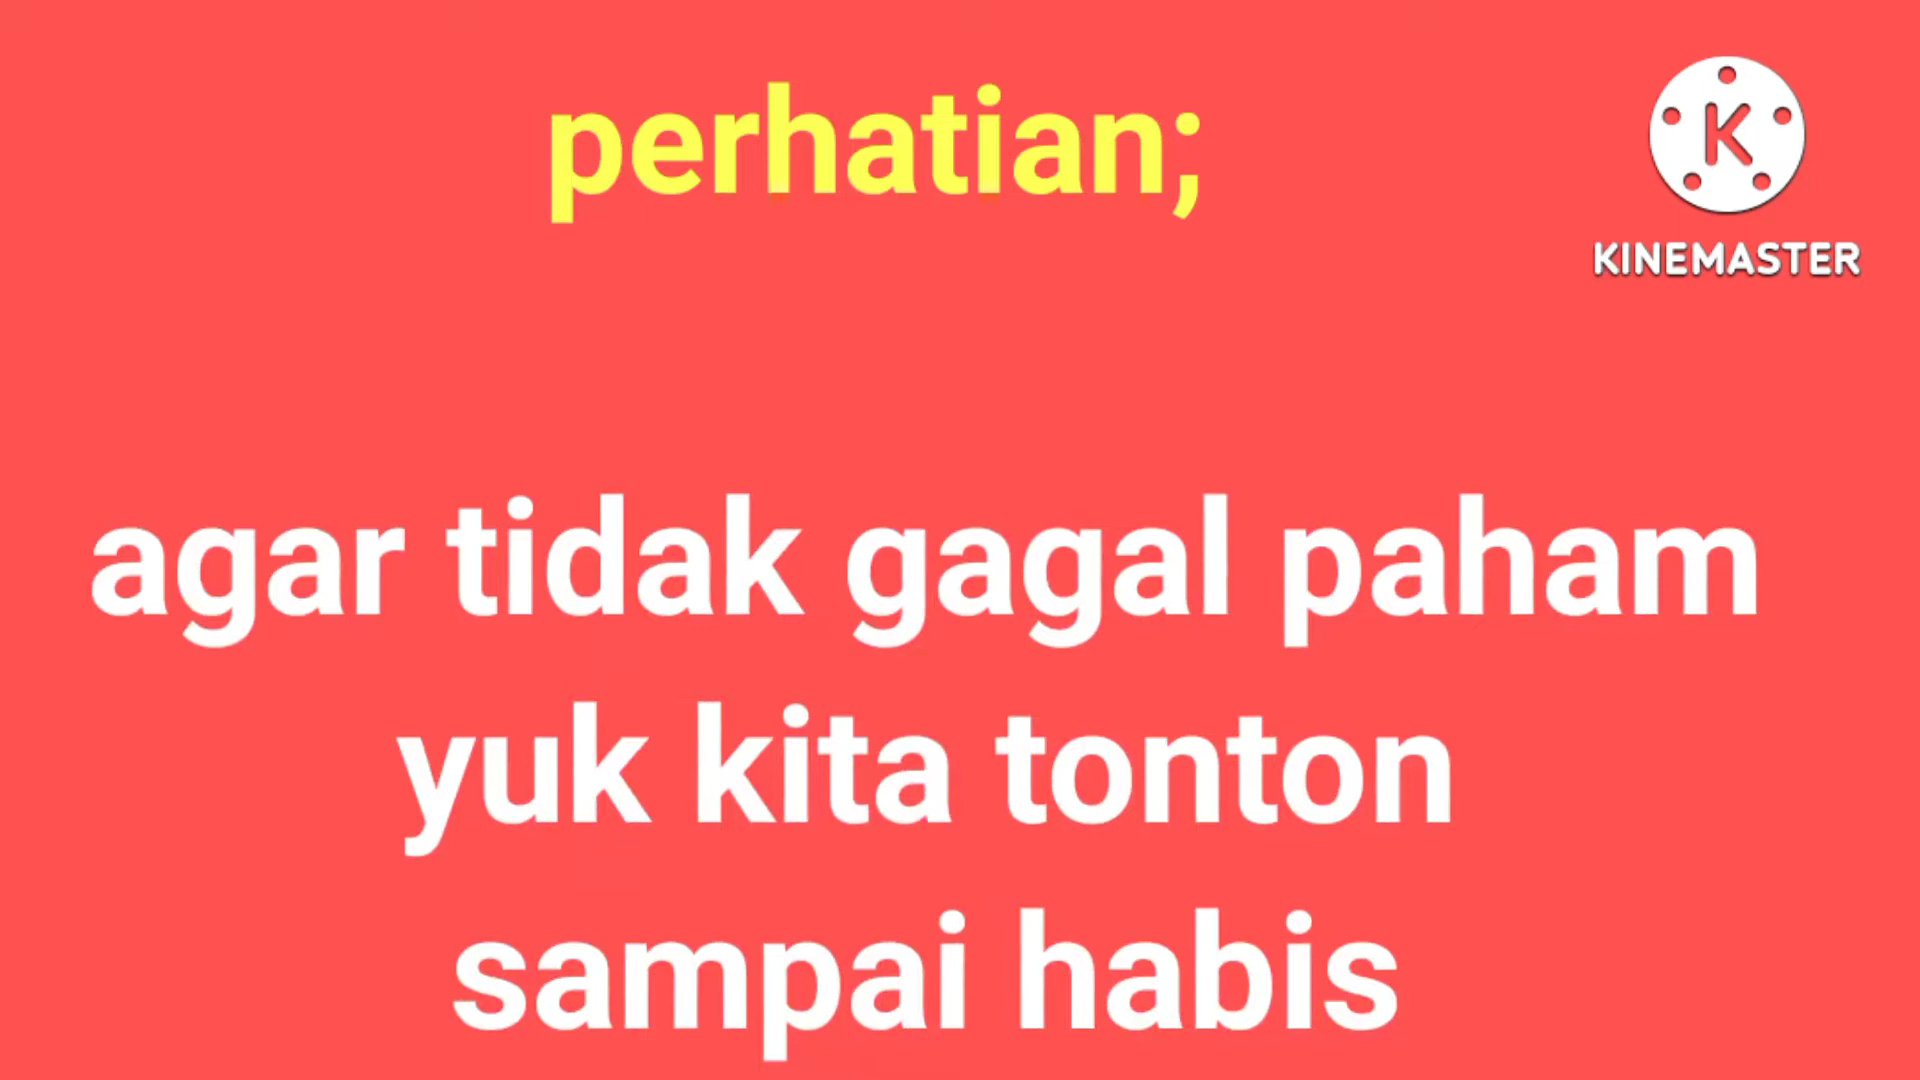 perhatian;
K
KINEMASTER
agar tidak gagal paham
yuk kita tonton
sampai habis